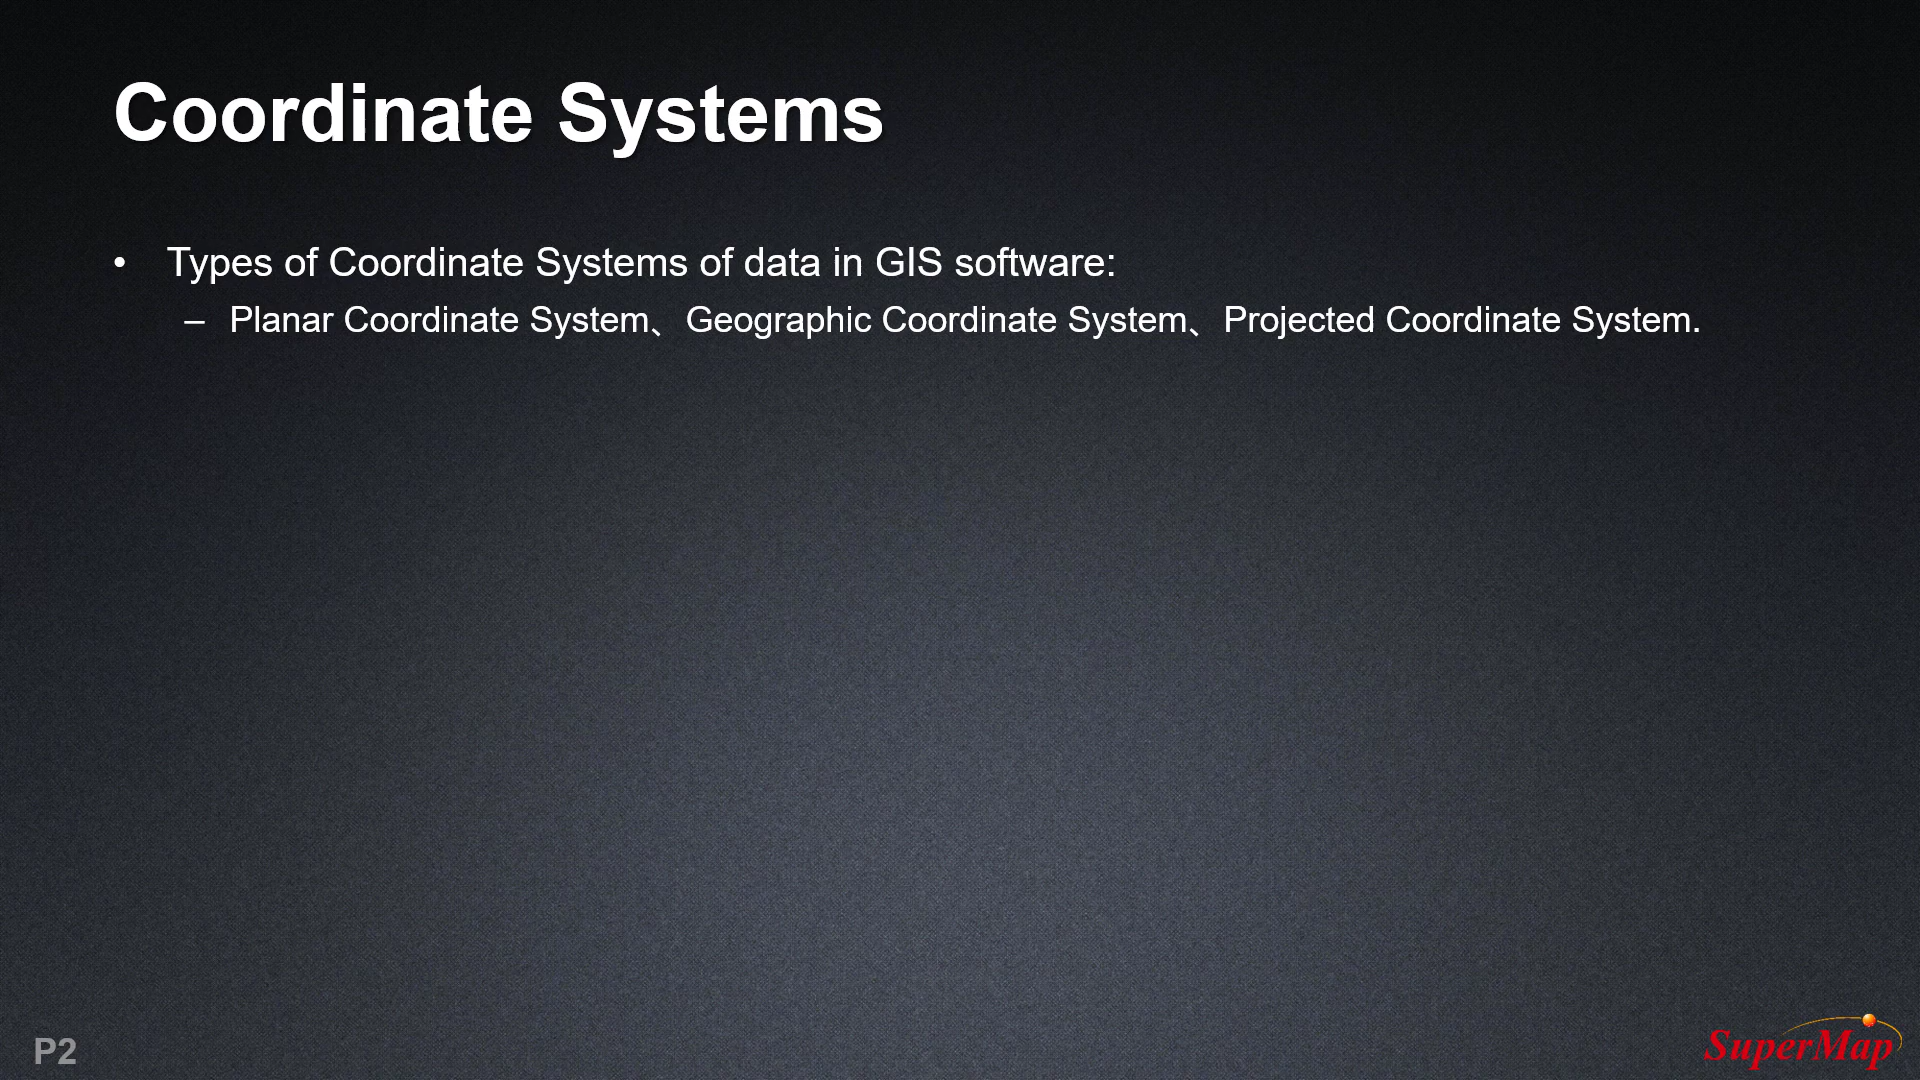 Coordinate Systems
• Types of Coordinate Systems of data in GIS software:
– Planar Coordinate System、Geographic Coordinate System、Projected Coordinate System.
P2
SuperMap